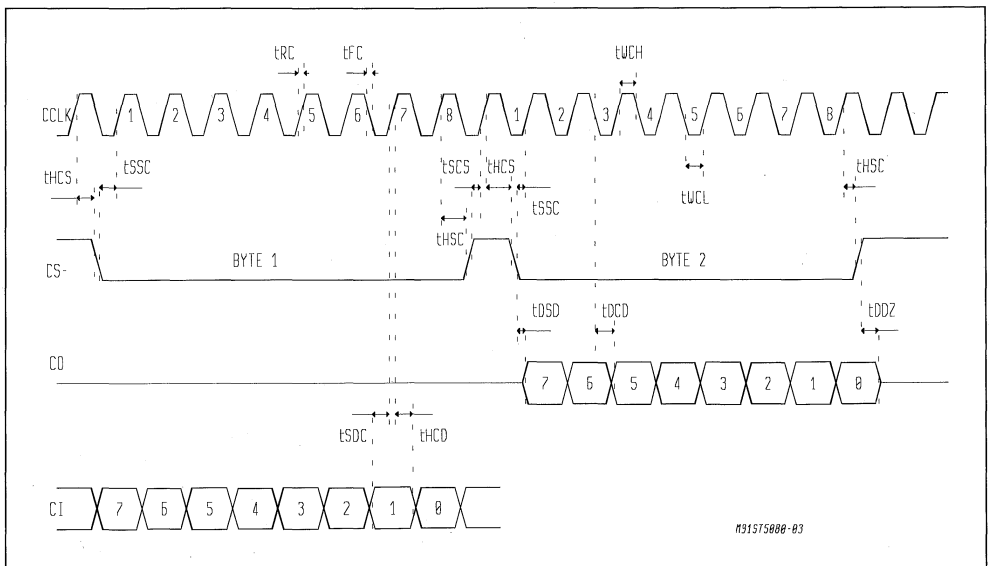 tRC tFC tWCH
CCLK 1 2 3 4 5 6 7 8 1 2 3 4 5 6 7 8
tHCS tSSC tSCS tHCS tSSC tWCL tHSC
tHSC
CS- BYTE 1 BYTE 2
tDSD tDCD tDDZ
CO 7 6 5 4 3 2 1 0
tSDC tHCD
CI 7 6 5 4 3 2 1 0
M91ST5080-03